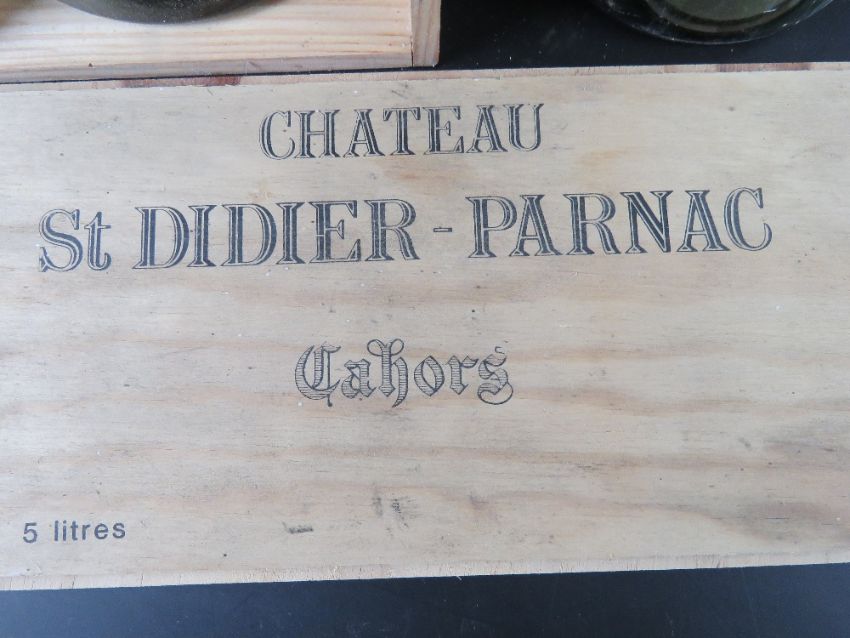 CHATEAU
St DIDIER - PARNAC
Cahors
5 litres